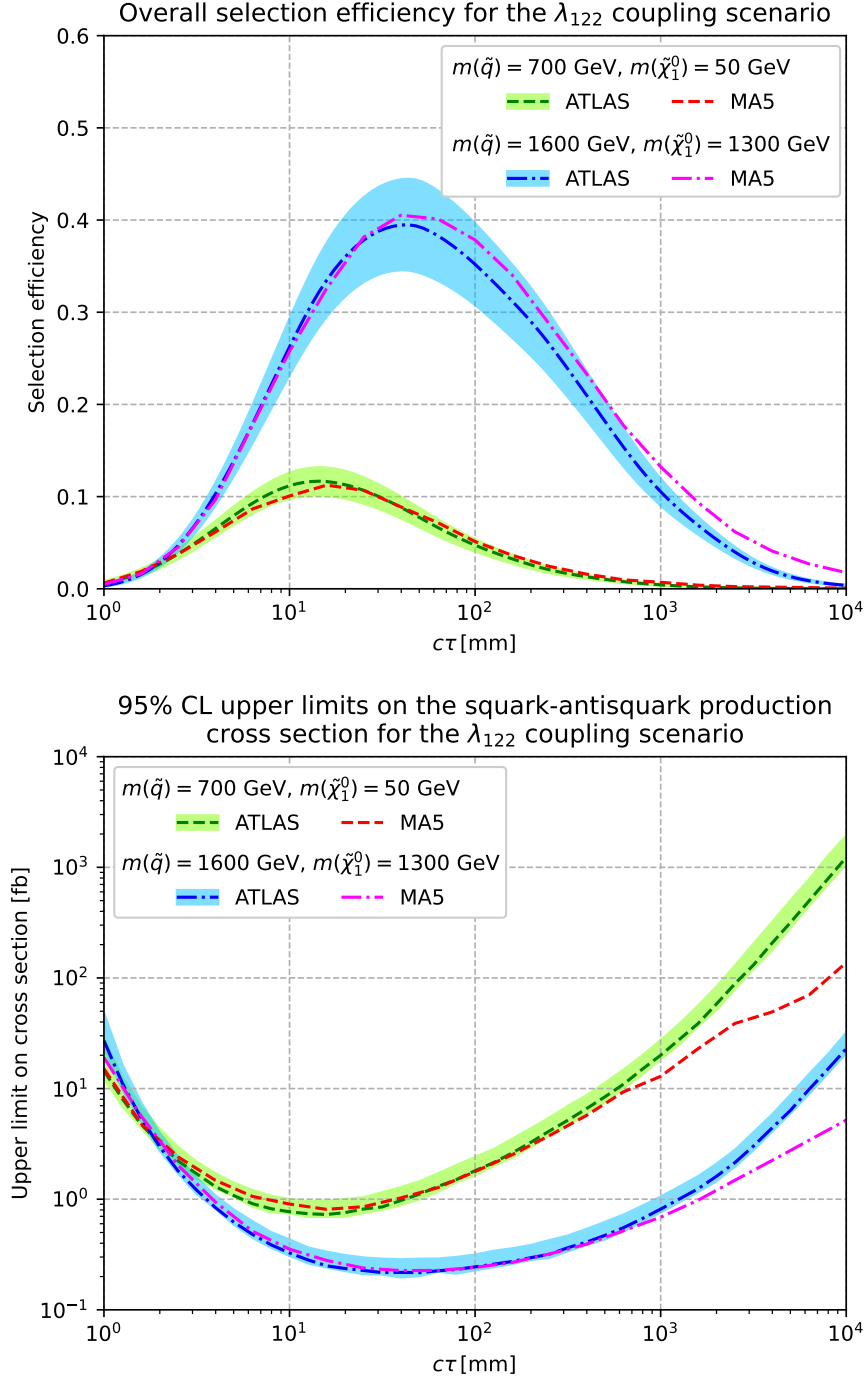 Overall selection efficiency for the λ₁₂₂ coupling scenario
m(q̃) = 700 GeV, m(χ̃⁰₁) = 50 GeV
ATLAS MA5
m(q̃) = 1600 GeV, m(χ̃⁰₁) = 1300 GeV
ATLAS MA5
Selection efficiency
0.6
0.5
0.4
0.3
0.2
0.1
0.0
10⁰ 10¹ 10² 10³ 10⁴
cτ [mm]
95% CL upper limits on the squark-antisquark production
cross section for the λ₁₂₂ coupling scenario
m(q̃) = 700 GeV, m(χ̃⁰₁) = 50 GeV
ATLAS MA5
m(q̃) = 1600 GeV, m(χ̃⁰₁) = 1300 GeV
ATLAS MA5
Upper limit on cross section [fb]
10⁴
10³
10²
10¹
10⁰
10⁻¹
10⁰ 10¹ 10² 10³ 10⁴
cτ [mm]